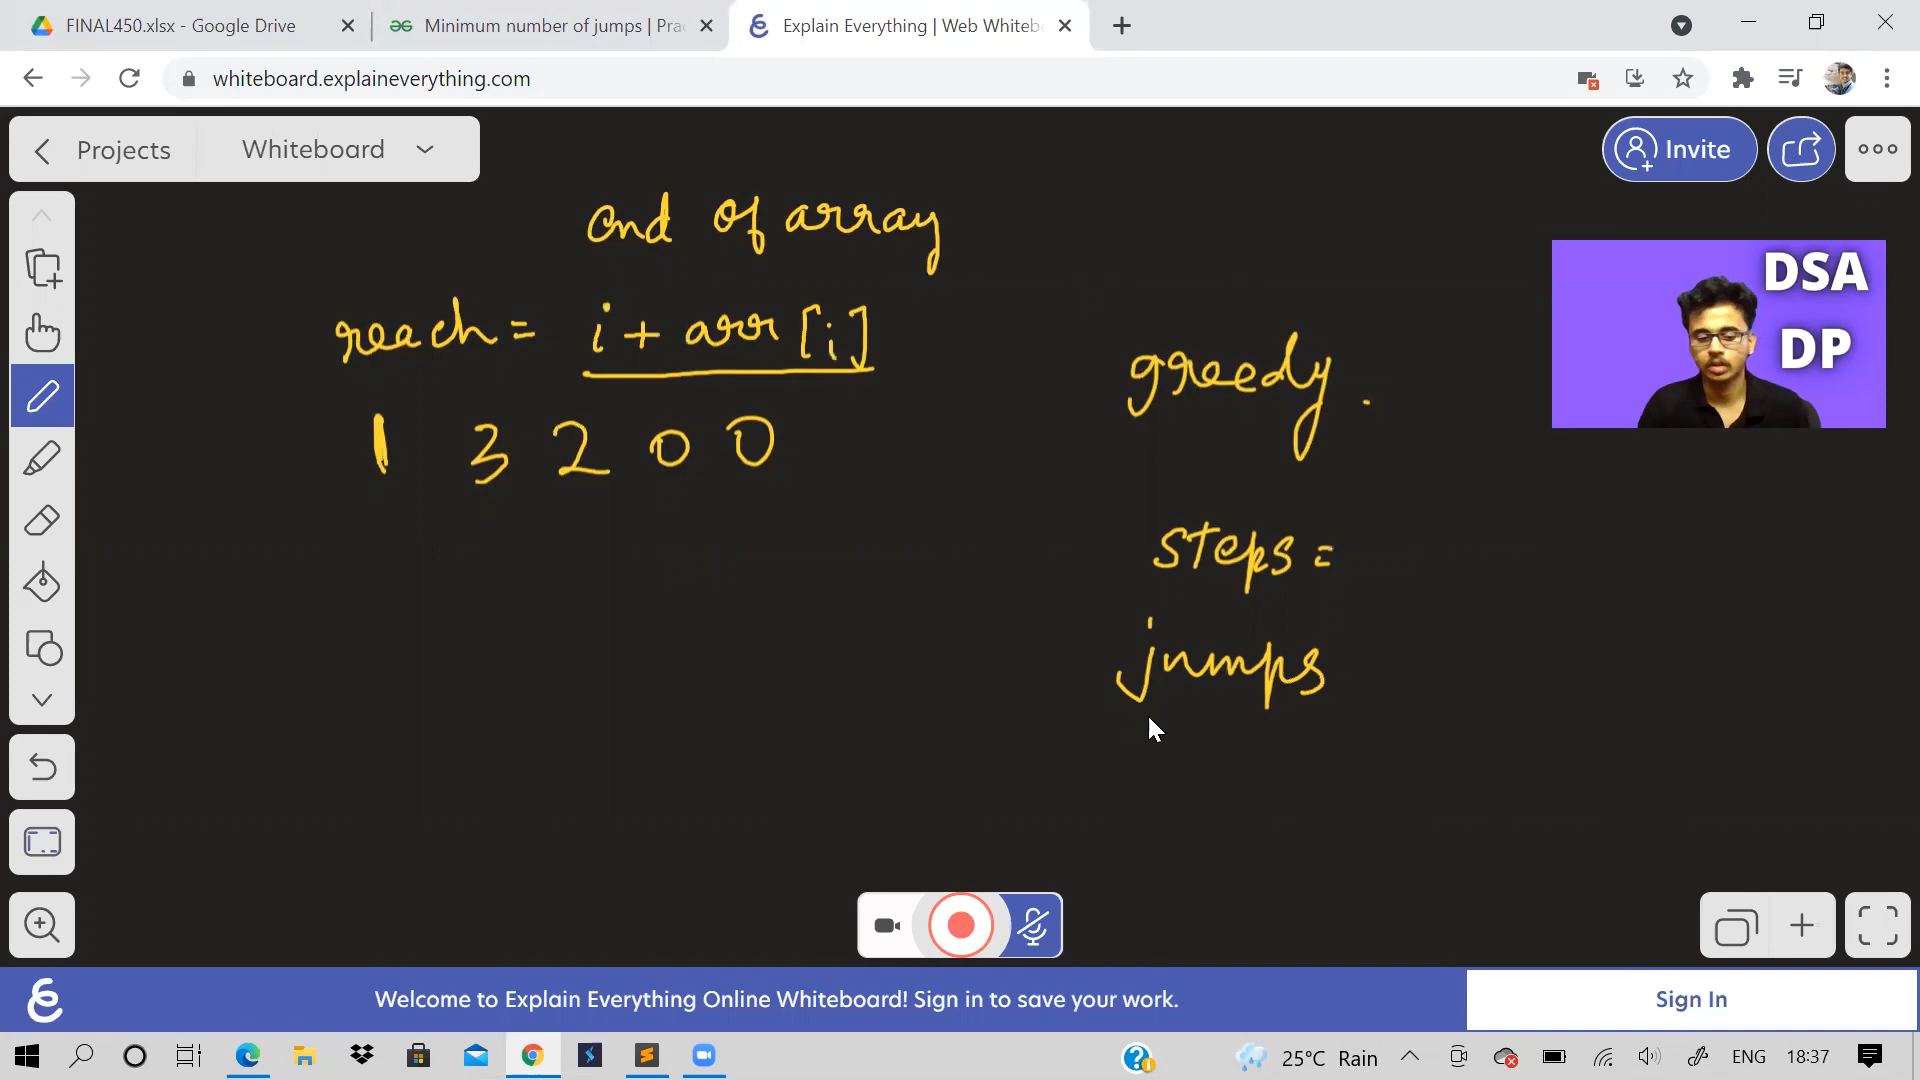 FINAL450.xlsx - Google Drive
Minimum number of jumps | Prac
Explain Everything | Web Whitebo
whiteboard.explaineverything.com
Projects
Whiteboard
Invite
end of array
DSA
DP
reach = i + arr [i]
greedy.
1 3 2 0 0
steps =
jumps
Welcome to Explain Everything Online Whiteboard! Sign in to save your work.
Sign In
25°C Rain
ENG
18:37